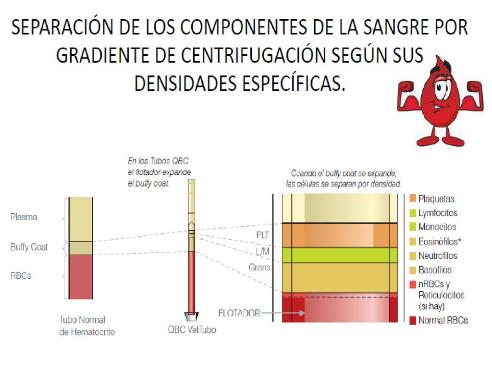 SEPARACIÓN DE LOS COMPONENTES DE LA SANGRE POR
GRADIENTE DE CENTRIFUGACIÓN SEGÚN SUS
DENSIDADES ESPECÍFICAS.
En los Tubos QBC
el flotador expande
el buffy coat.
Cuando el buffy coat se expande,
las células se separan por densidad.
Plasma
Buffy Coat
RBCs
PLT
L/M
Grans
FLOTADOR
Tubo Normal
de Hematocrito
QBC VetTubo
Plaquetas
Lymfocitos
Monocitos
Eosinófilos*
Neutrofilos
Basofilos
nRBCs y
Reticulocitos
(si hay)
Normal RBCs